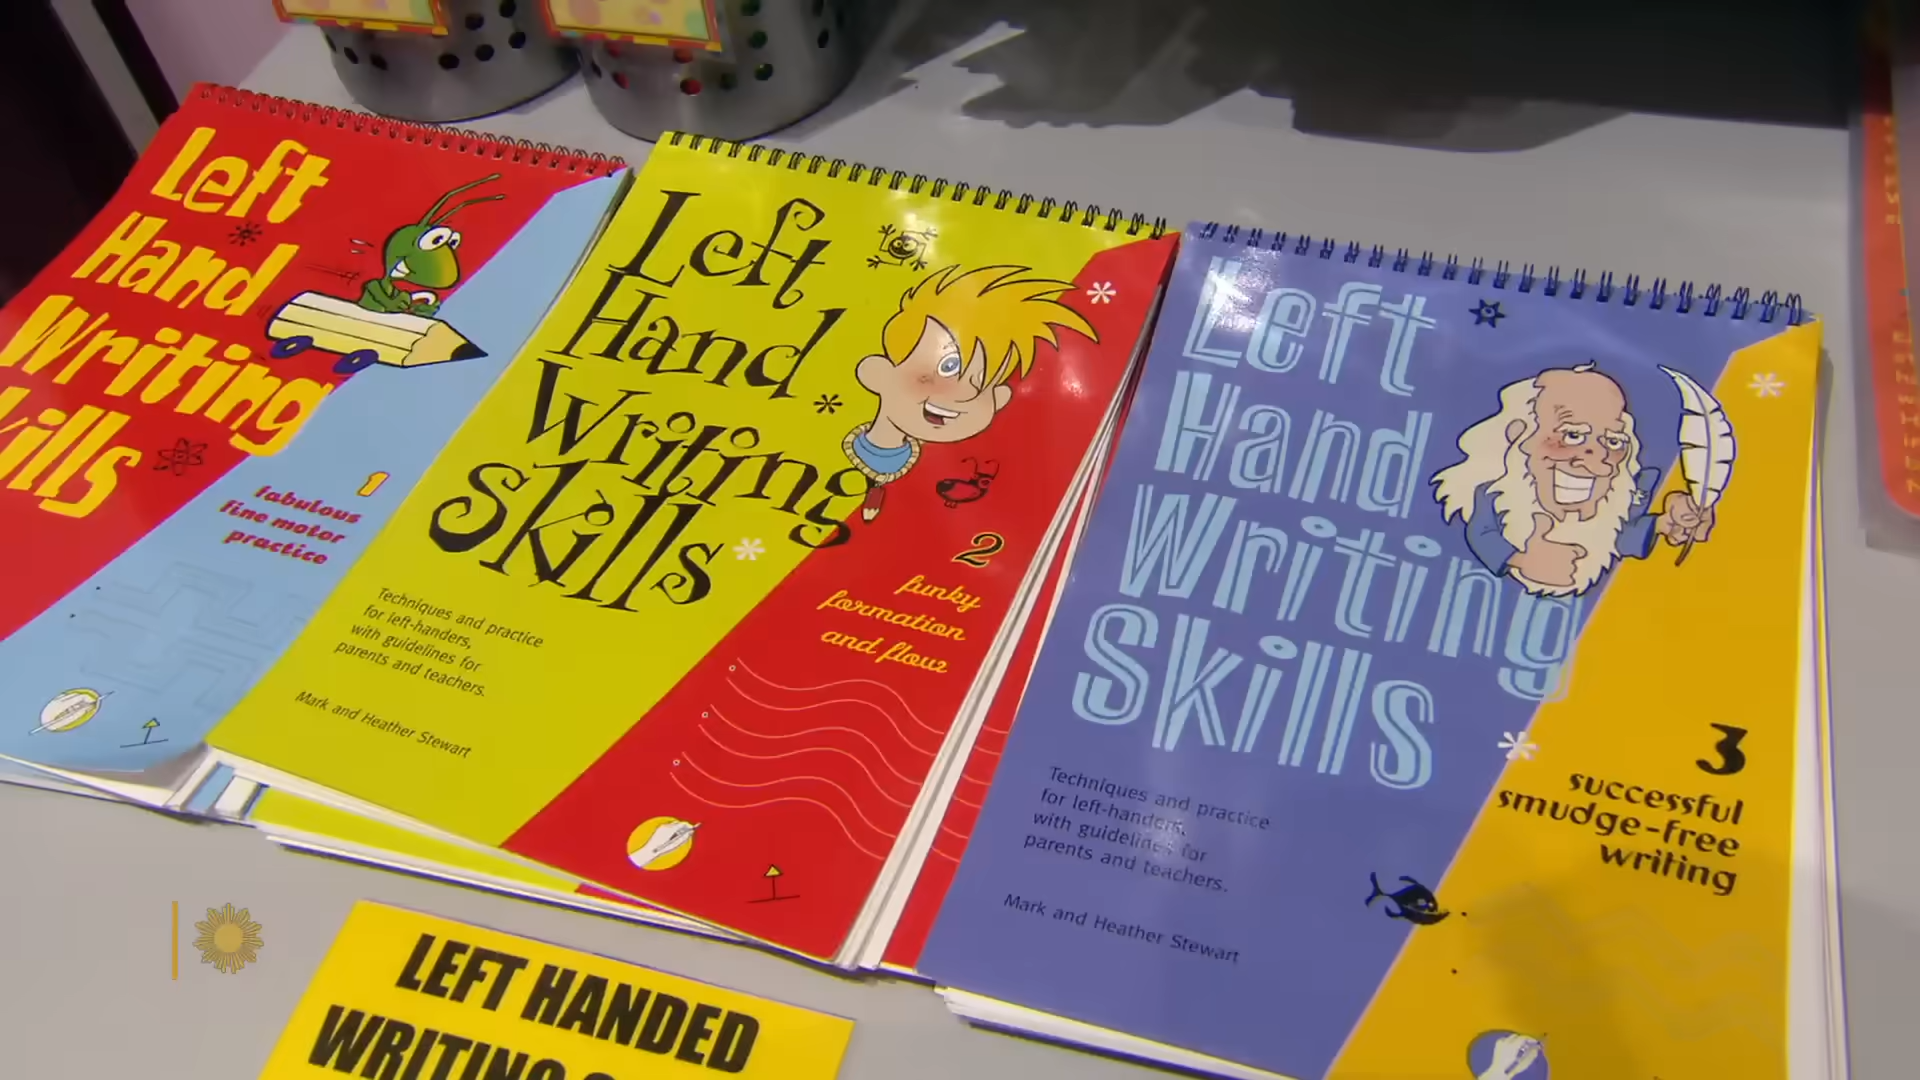 Left
Hand
Writing
Skills
1
fabulous
fine motor
practice
Left
Hand
Writing
Skills
2
funky
formation
and flow
Techniques and practice
for left-handers,
with guidelines for
parents and teachers.
Mark and Heather Stewart
Left
Hand
Writing
Skills
3
successful
smudge-free
writing
Techniques and practice
for left-handers,
with guidelines for
parents and teachers.
Mark and Heather Stewart
LEFT HANDED
WRITING